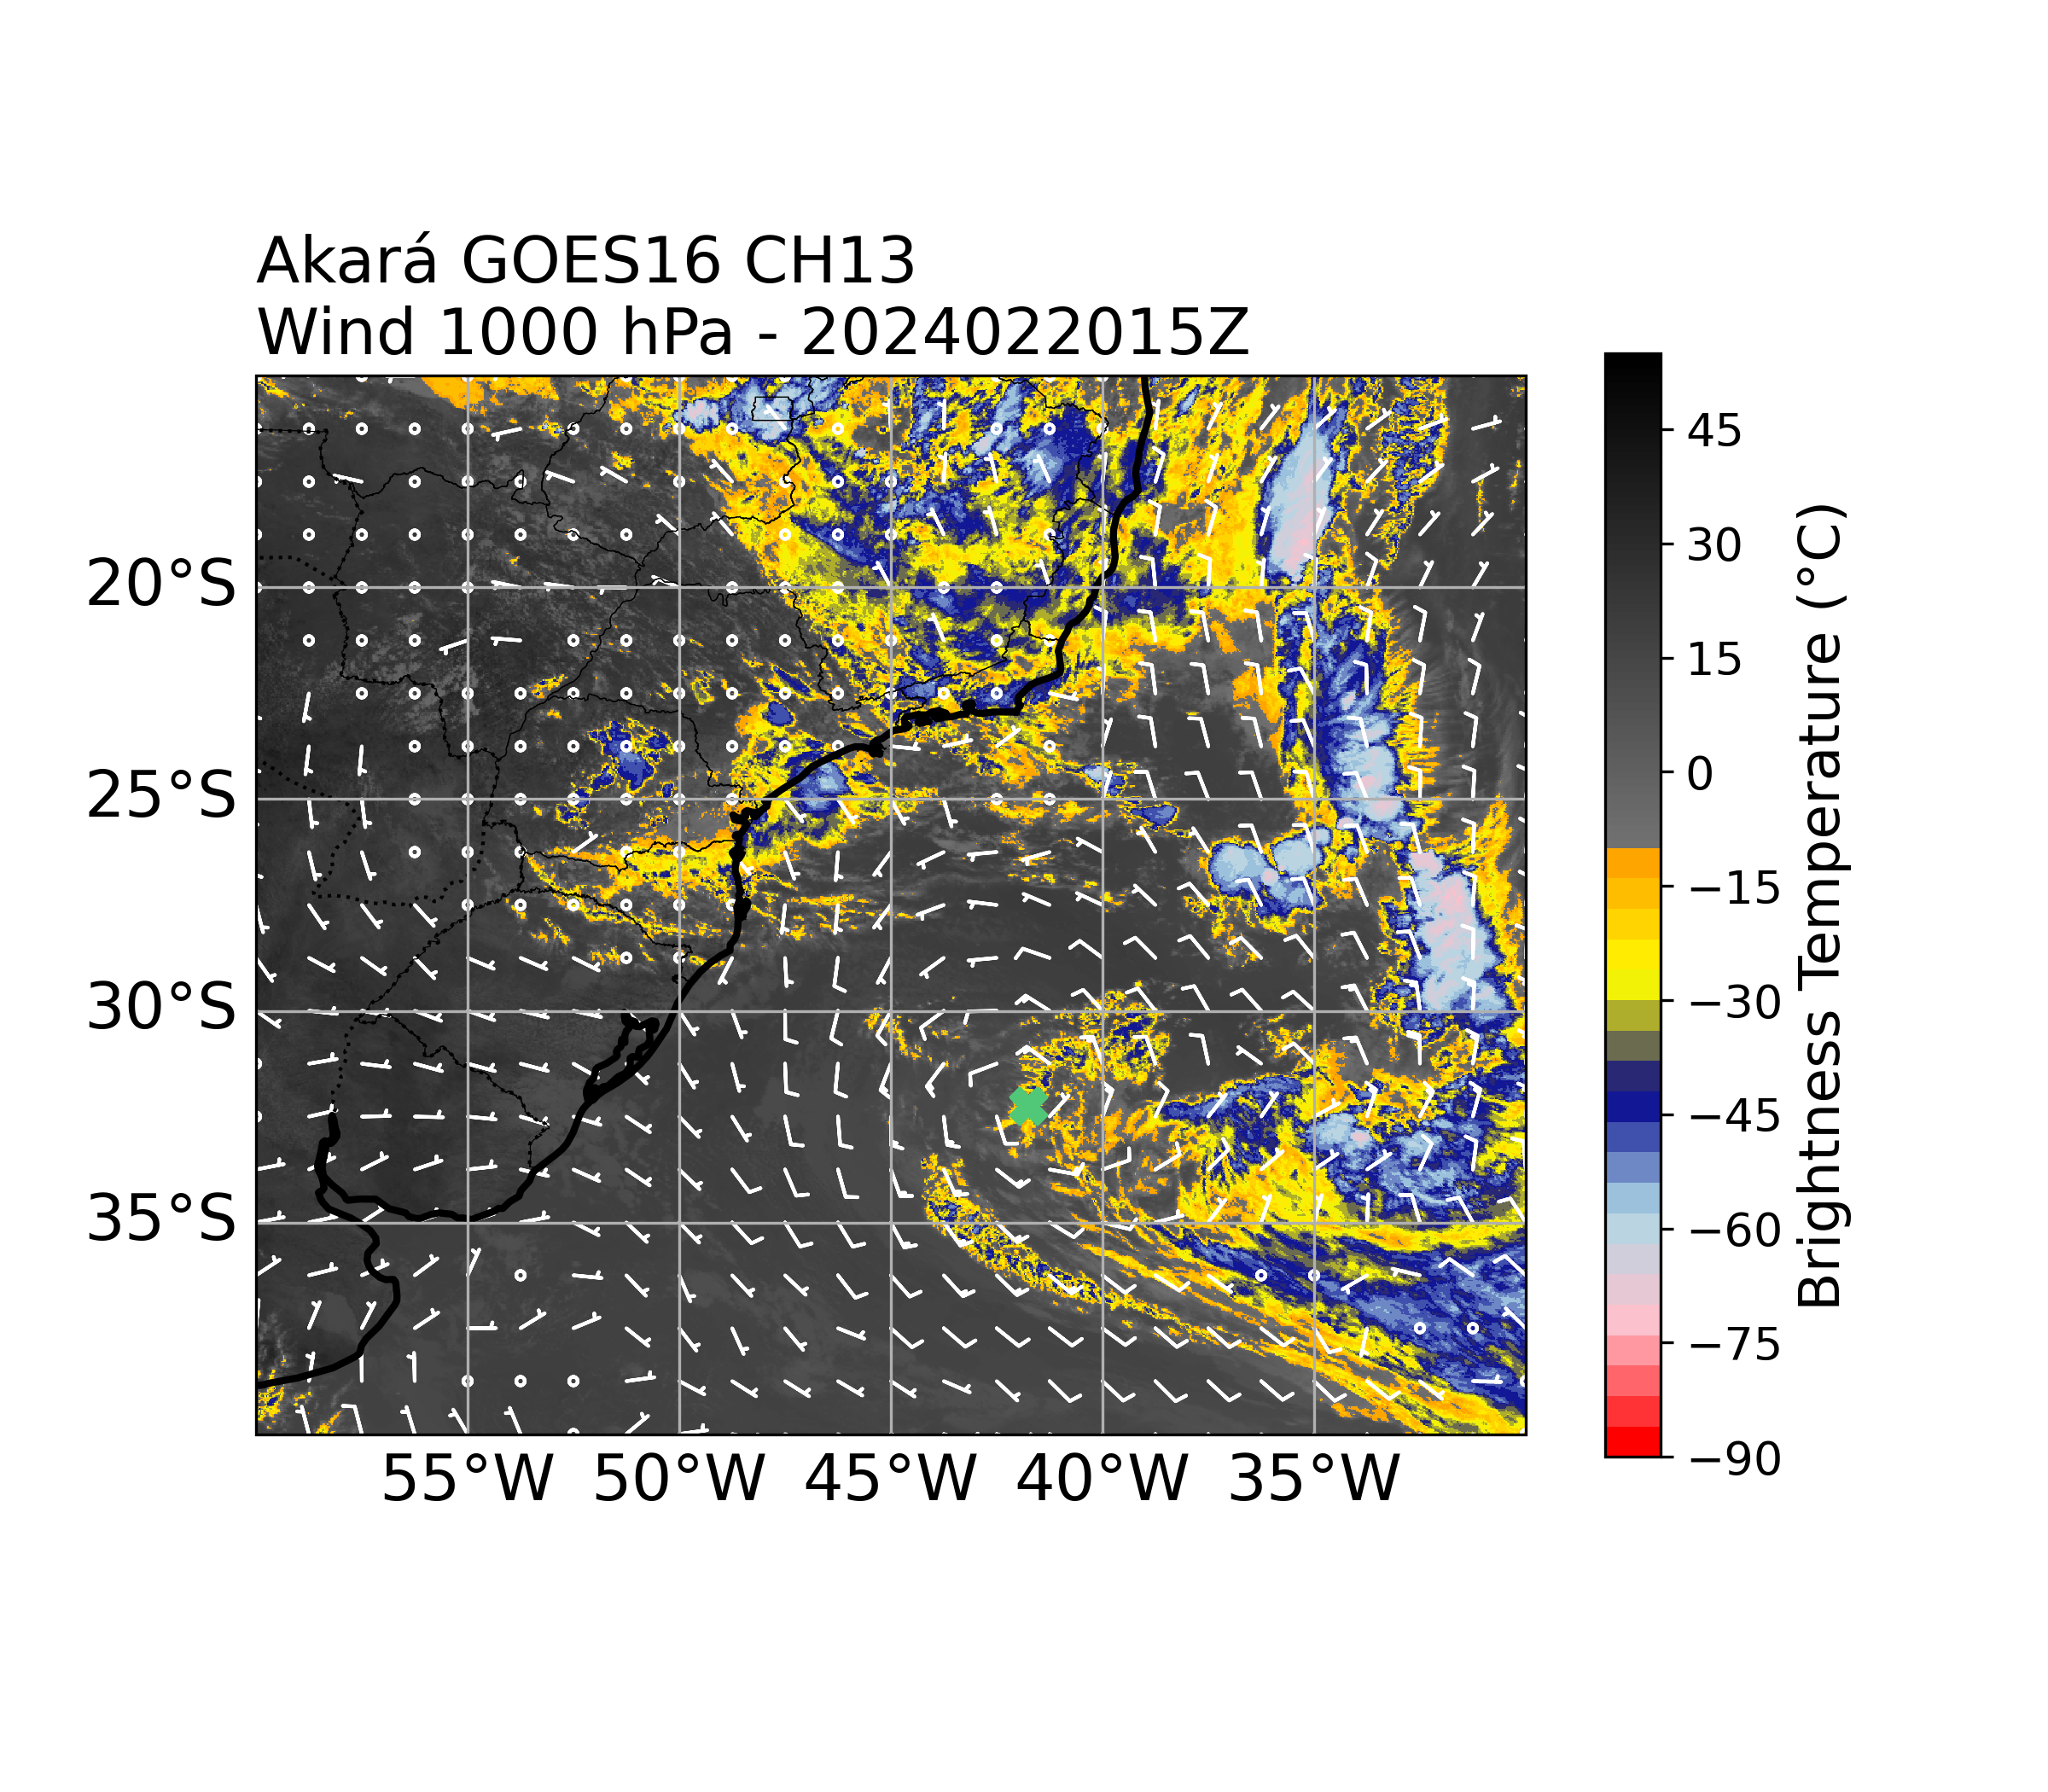 Akará GOES16 CH13
Wind 1000 hPa - 2024022015Z
20°S
25°S
30°S
35°S
55°W 50°W 45°W 40°W 35°W
45
30
15
0
−15
−30
−45
−60
−75
−90
Brightness Temperature (°C)